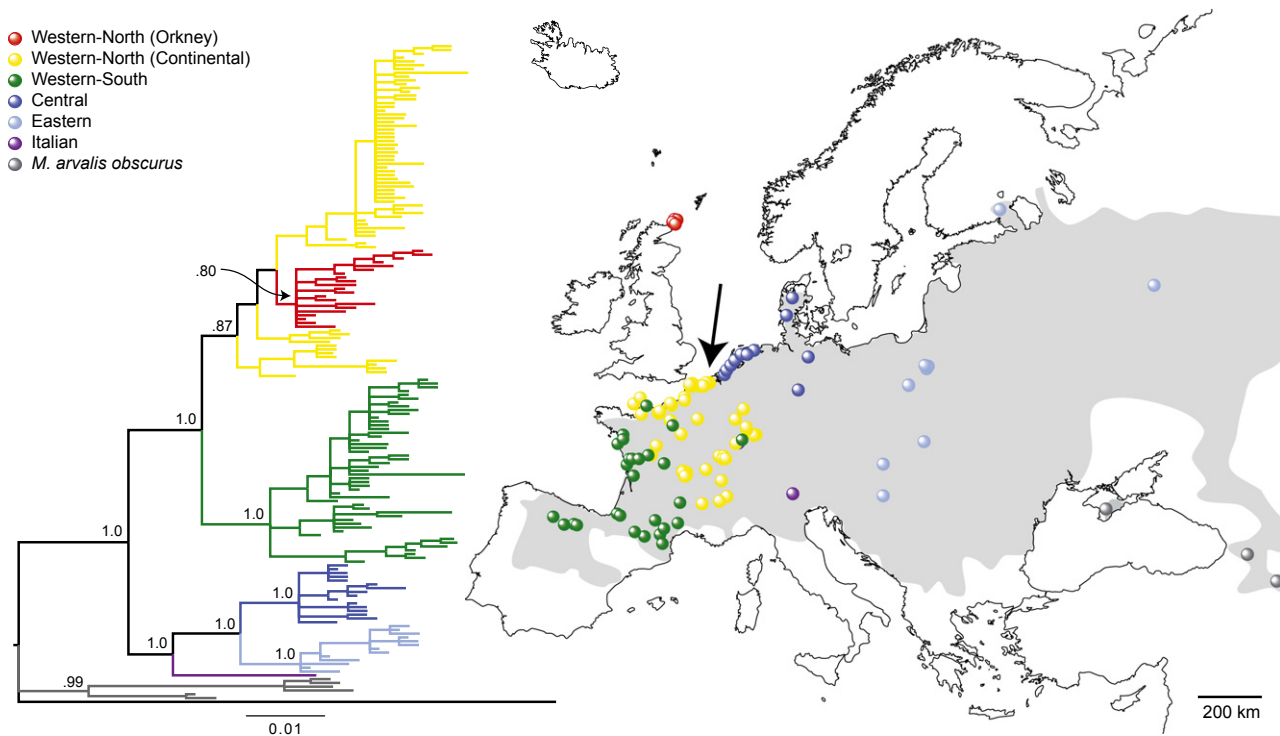 Western-North (Orkney)
Western-North (Continental)
Western-South
Central
Eastern
Italian
M. arvalis obscurus
.80
.87
1.0
1.0
1.0
1.0
1.0
1.0
1.0
.99
0.01
200 km